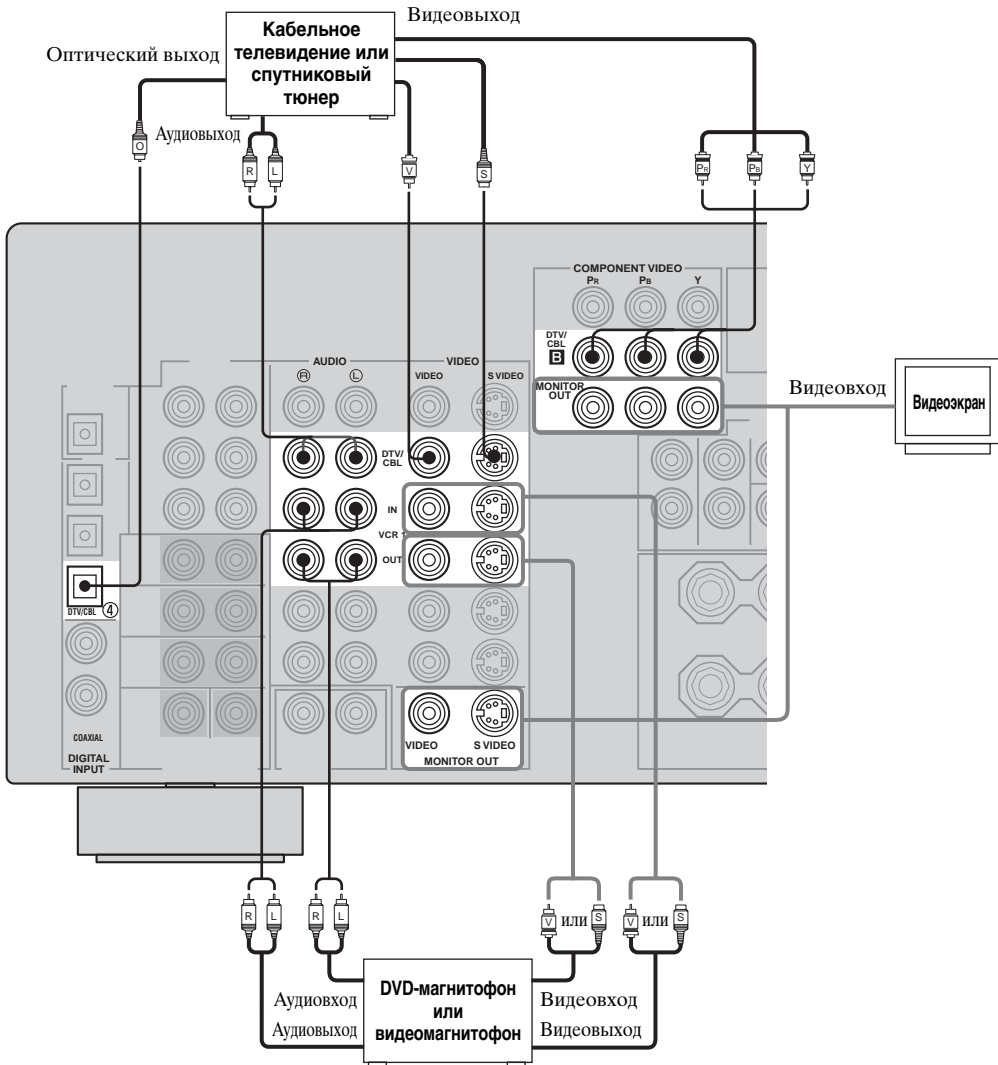 Видеовыход
Оптический выход
Кабельное
телевидение или
спутниковый
тюнер
Аудиовыход
O
R L
V
S
PR PB Y
COMPONENT VIDEO
PR PB Y
DTV/
CBL
B
MONITOR
OUT
Видеовход
Видеоэкран
AUDIO VIDEO
R L VIDEO S VIDEO
DTV/
CBL
IN
VCR 1
OUT
DTV/CBL ④
COAXIAL
DIGITAL
INPUT
VIDEO S VIDEO
MONITOR OUT
R L R L
V или S V или S
DVD-магнитофон
или
видеомагнитофон
Аудиовход
Аудиовыход
Видеовход
Видеовыход